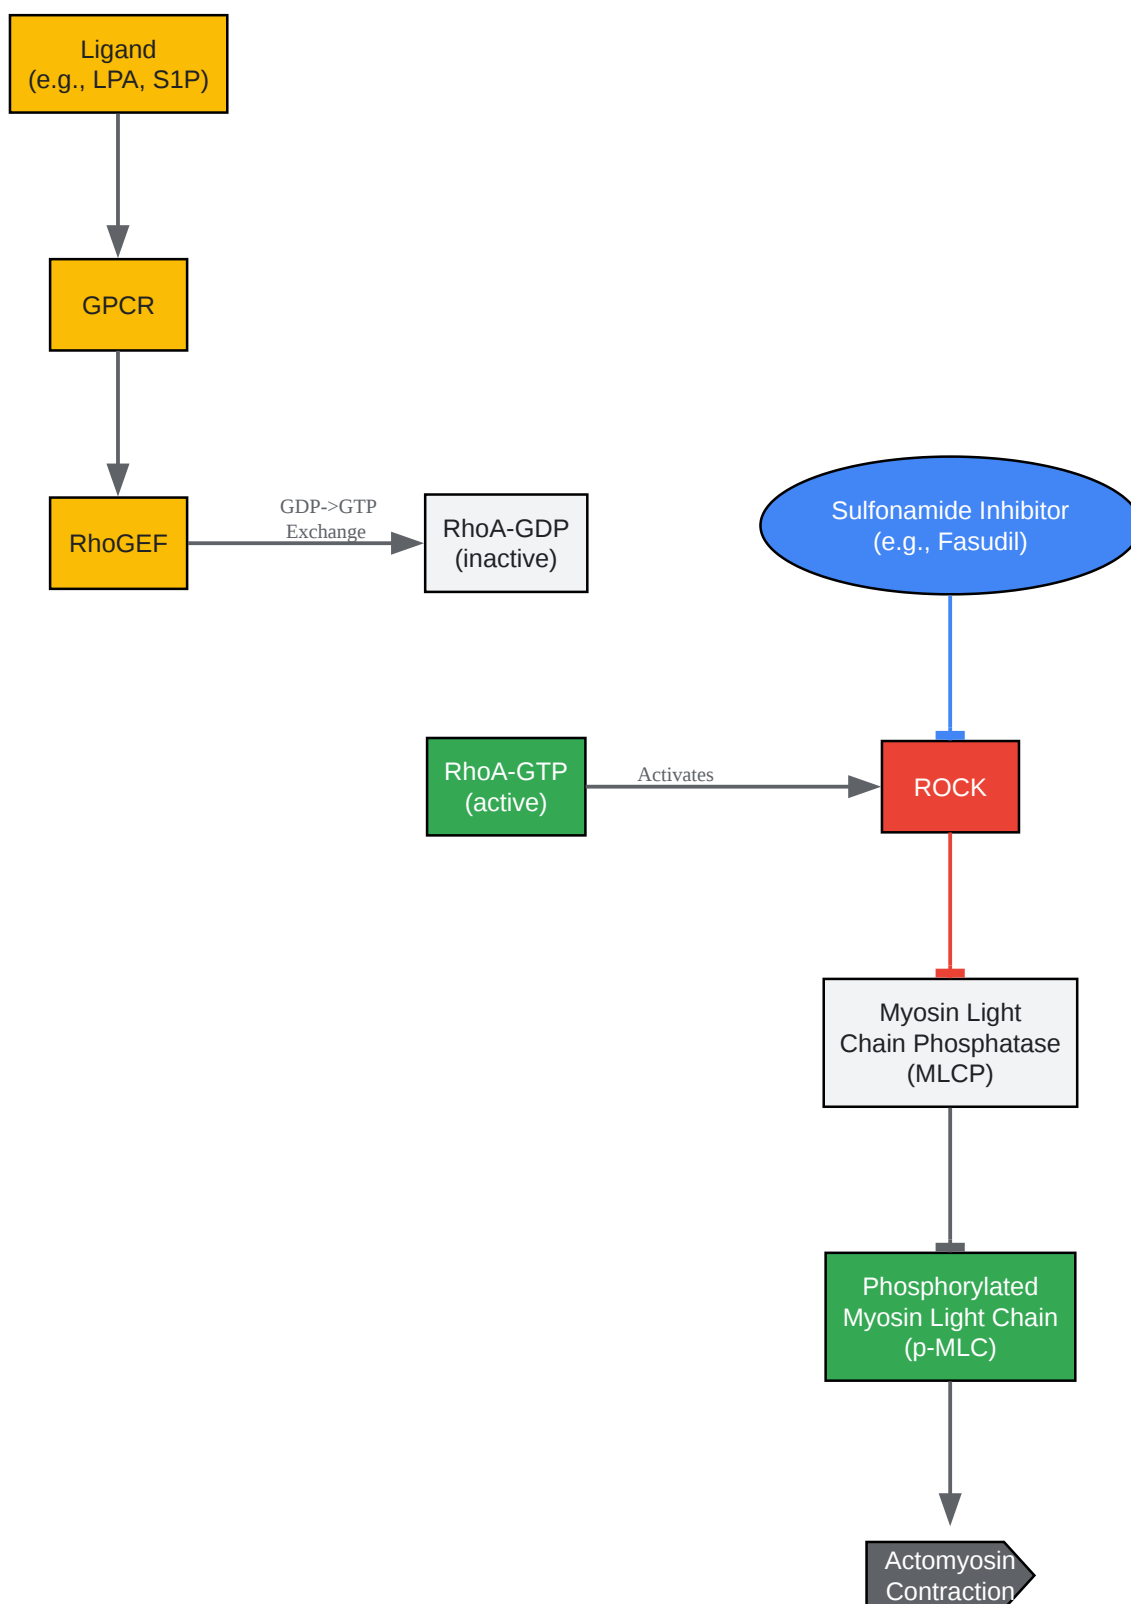 Ligand
(e.g., LPA, S1P)
GPCR
RhoGEF
GDP->GTP
Exchange
RhoA-GDP
(inactive)
Sulfonamide Inhibitor
(e.g., Fasudil)
RhoA-GTP
(active)
Activates
ROCK
Myosin Light
Chain Phosphatase
(MLCP)
Phosphorylated
Myosin Light Chain
(p-MLC)
Actomyosin
Contraction